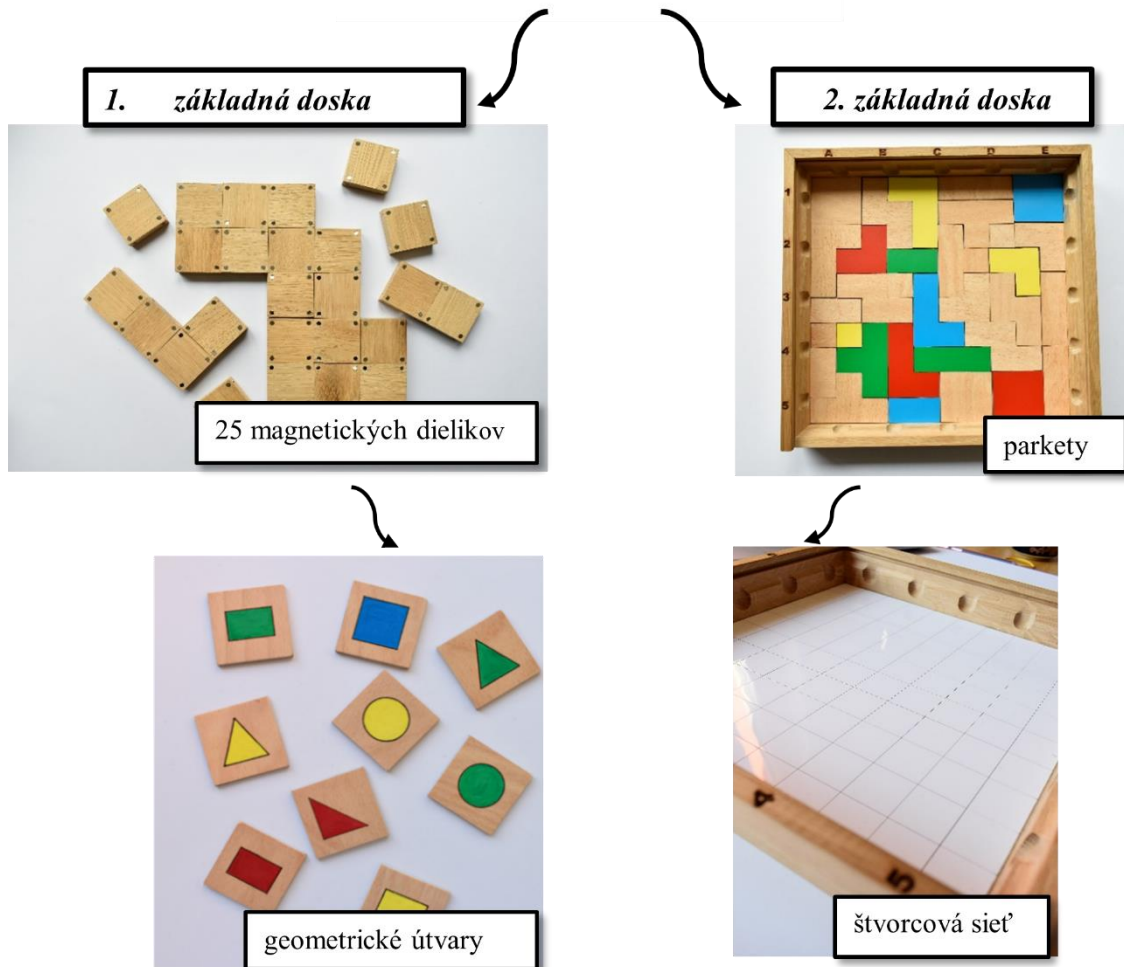 1. základná doska
2. základná doska
A B C D E
1
2
3
4
5
25 magnetických dielikov
parkety
4
5
geometrické útvary
štvorcová sieť